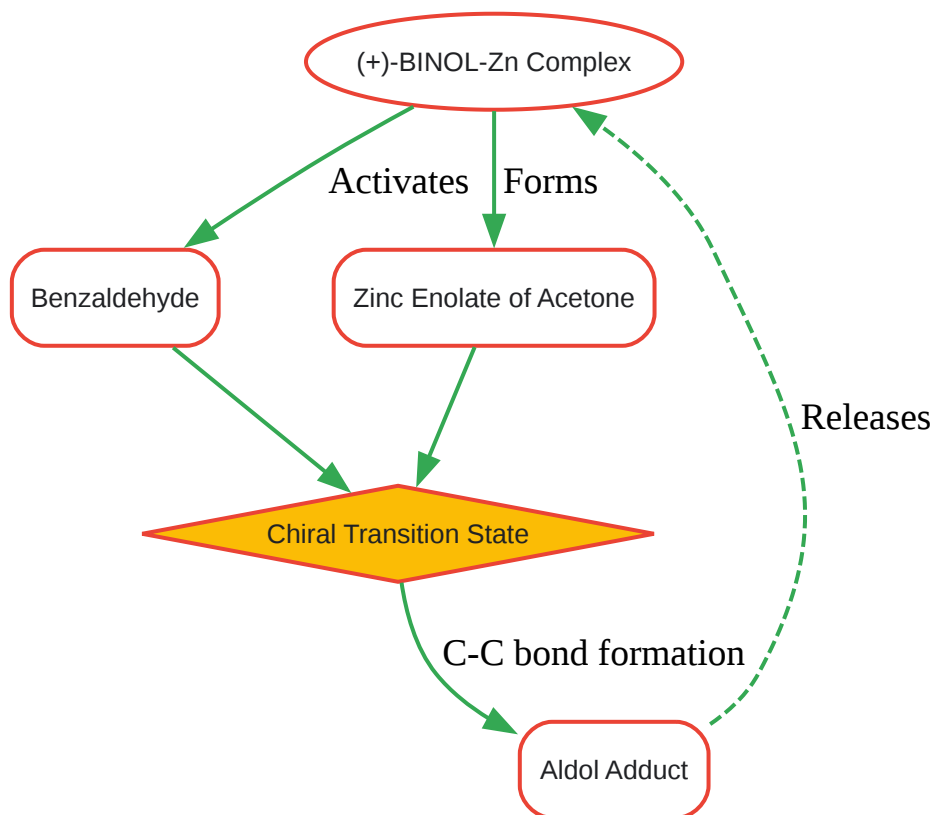 (+)-BINOL-Zn Complex
Activates
Forms
Benzaldehyde
Zinc Enolate of Acetone
Releases
Chiral Transition State
C-C bond formation
Aldol Adduct